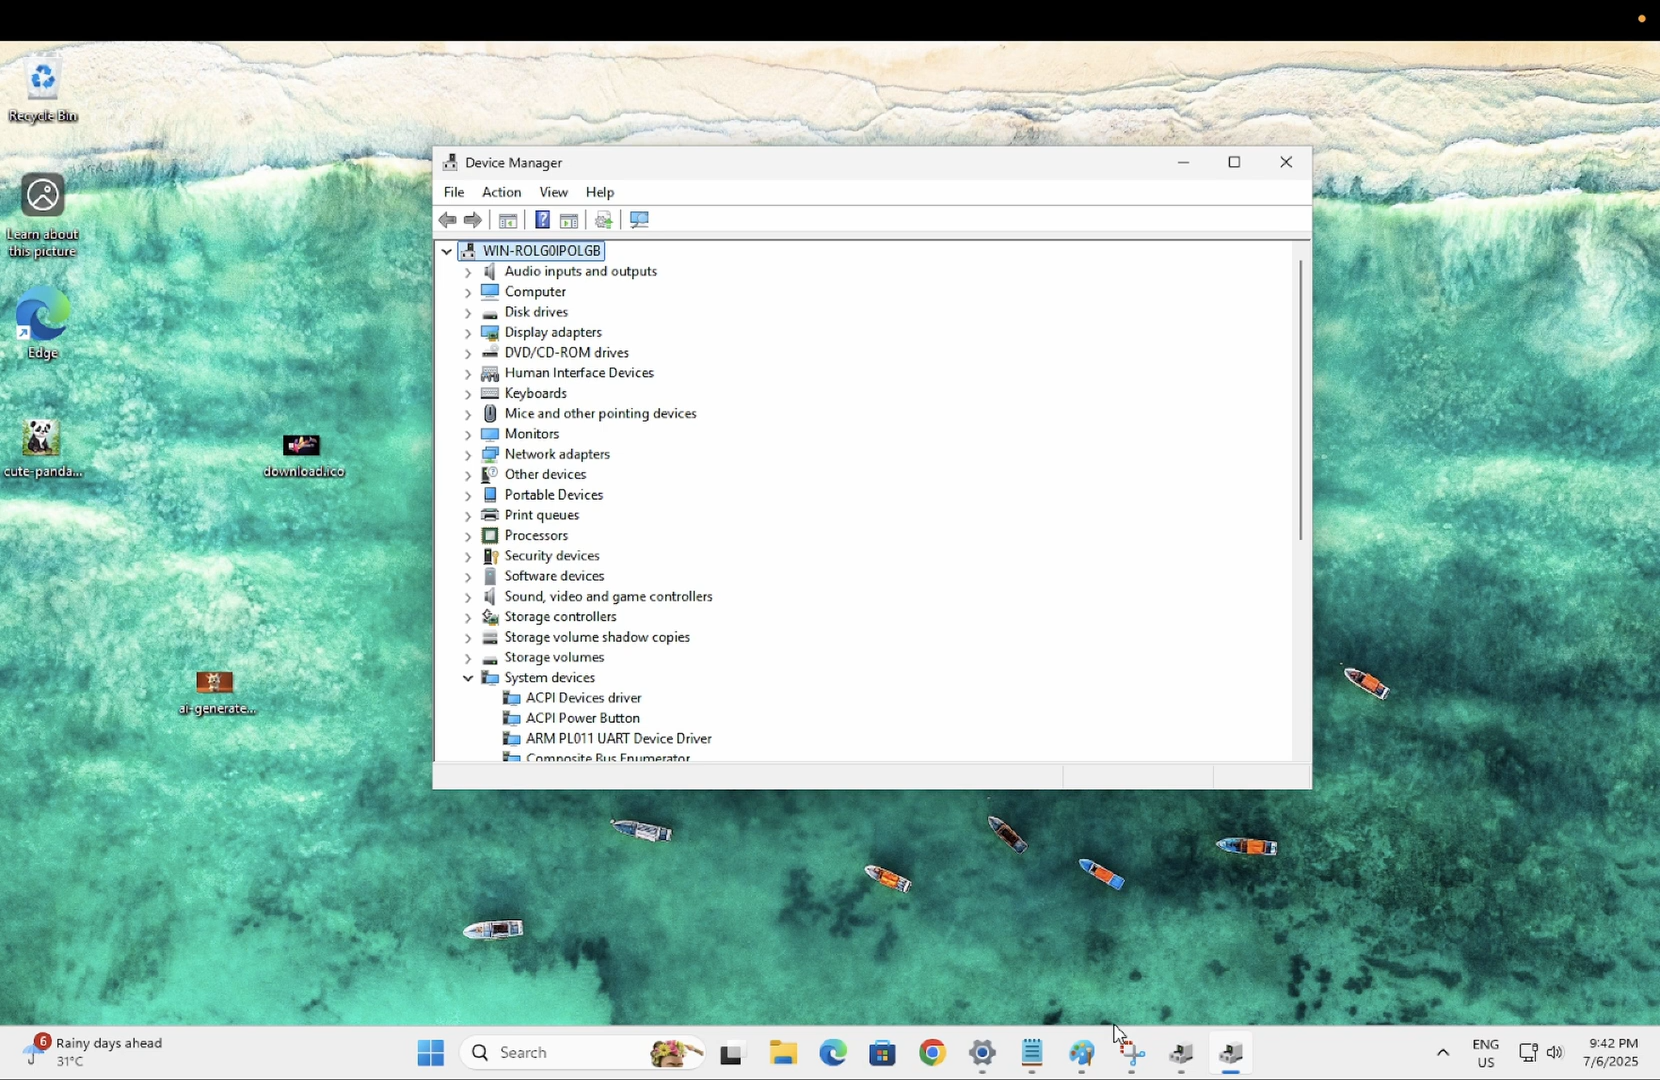 Recycle Bin
Learn about
this picture
Edge
cute-panda...
download.ico
ai-generate...
Device Manager
File Action View Help
WIN-ROLG0IPOLGB
Audio inputs and outputs
Computer
Disk drives
Display adapters
DVD/CD-ROM drives
Human Interface Devices
Keyboards
Mice and other pointing devices
Monitors
Network adapters
Other devices
Portable Devices
Print queues
Processors
Security devices
Software devices
Sound, video and game controllers
Storage controllers
Storage volume shadow copies
Storage volumes
System devices
ACPI Devices driver
ACPI Power Button
ARM PL011 UART Device Driver
Composite Bus Enumerator
6
Rainy days ahead
31°C
Search
ENG
US
9:42 PM
7/6/2025